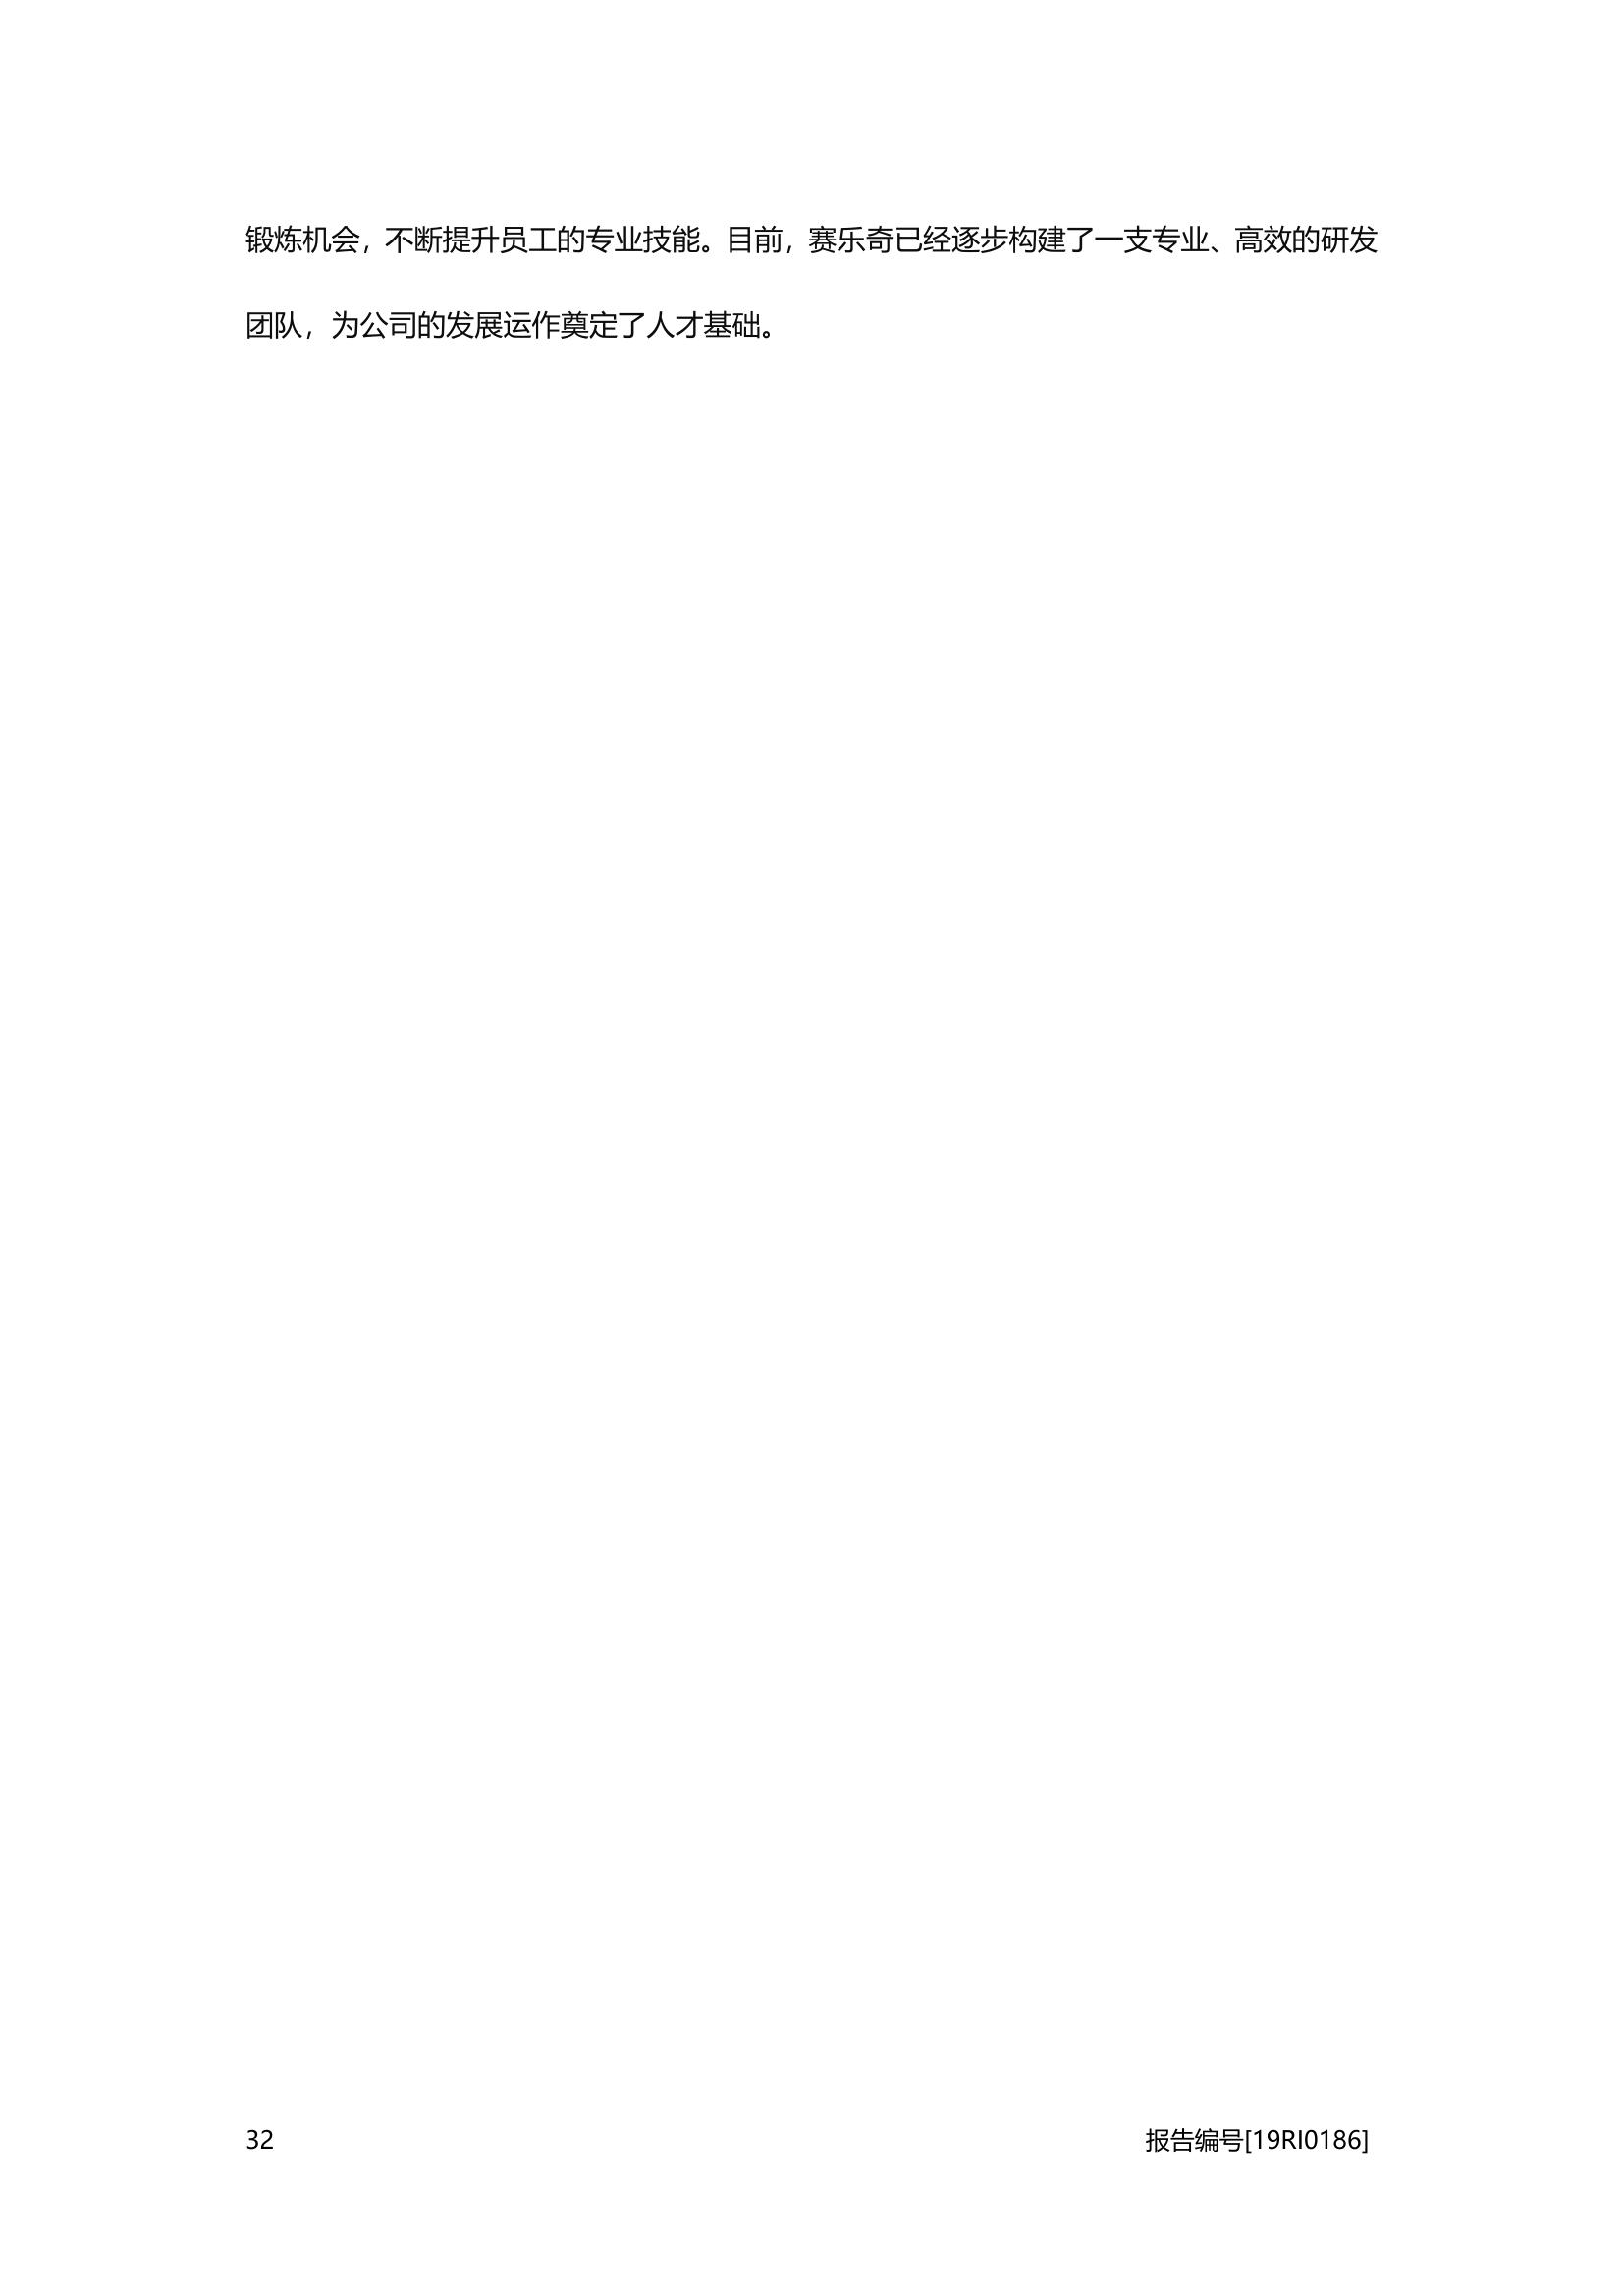 锻炼机会，不断提升员工的专业技能。目前，赛乐奇已经逐步构建了一支专业、高效的研发
团队，为公司的发展运作奠定了人才基础。
32
报告编号[19RI0186]